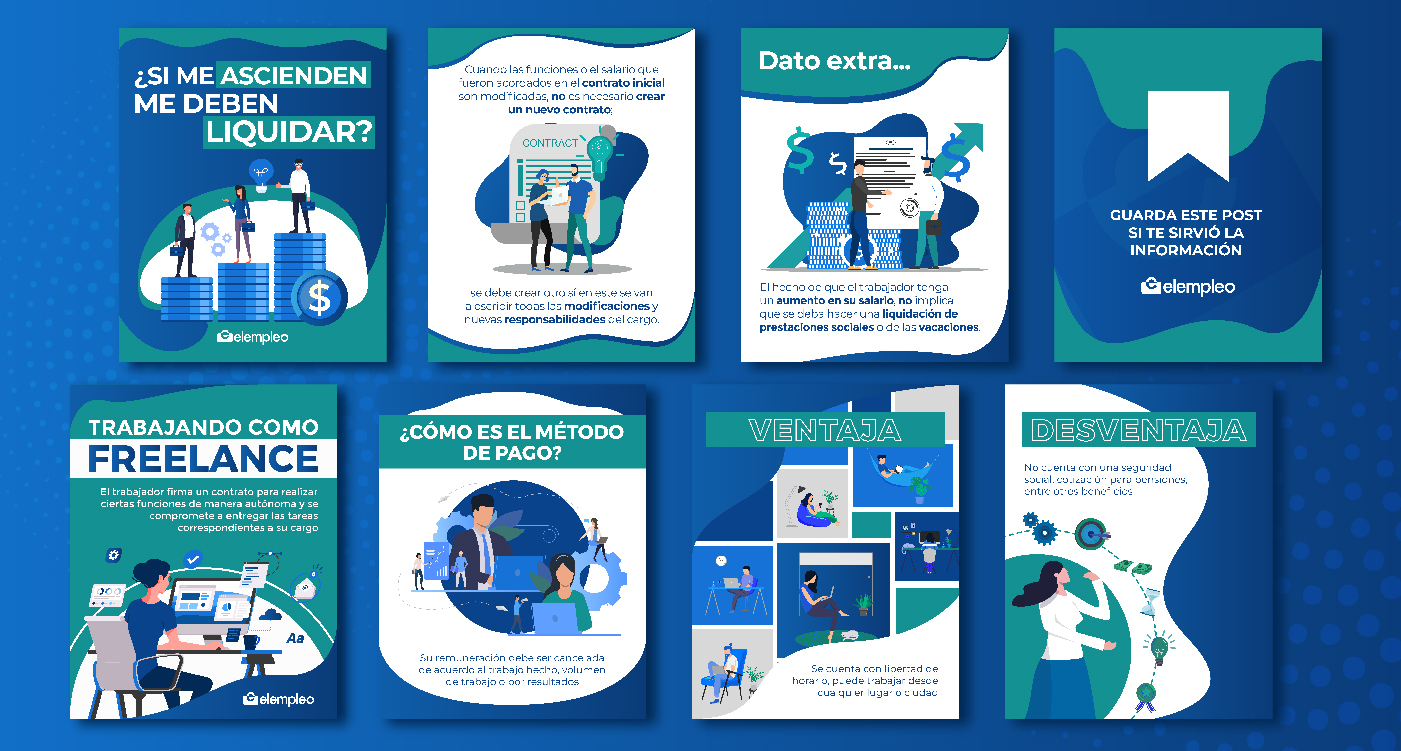 ¿SI ME ASCIENDEN
ME DEBEN
LIQUIDAR?
elempleo
Cuando las funciones o el salario que
fueron acordados en el contrato inicial
son modificadas, no es necesario crear
un nuevo contrato,
CONTRACT
se debe crear otro sí en este se van
a escribir todas las modificaciones y
nuevas responsabilidades del cargo.
Dato extra...
$
$
$
El hecho de que el trabajador tenga
un aumento en su salario, no implica
que se deba hacer una liquidación de
prestaciones sociales o de las vacaciones.
GUARDA ESTE POST
SI TE SIRVIÓ LA
INFORMACIÓN
elempleo
TRABAJANDO COMO
FREELANCE
El trabajador firma un contrato para realizar
ciertas funciones de manera autónoma y se
compromete a entregar las tareas
correspondientes a su cargo
Aa
elempleo
¿CÓMO ES EL MÉTODO
DE PAGO?
Su remuneración debe ser cancelada
de acuerdo al trabajo hecho, volumen
de trabajo o por resultados
VENTAJA
Se cuenta con libertad de
horario, puede trabajar desde
cualquier lugar o ciudad
DESVENTAJA
No cuenta con una seguridad
social, cotización para pensiones,
entre otros beneficios